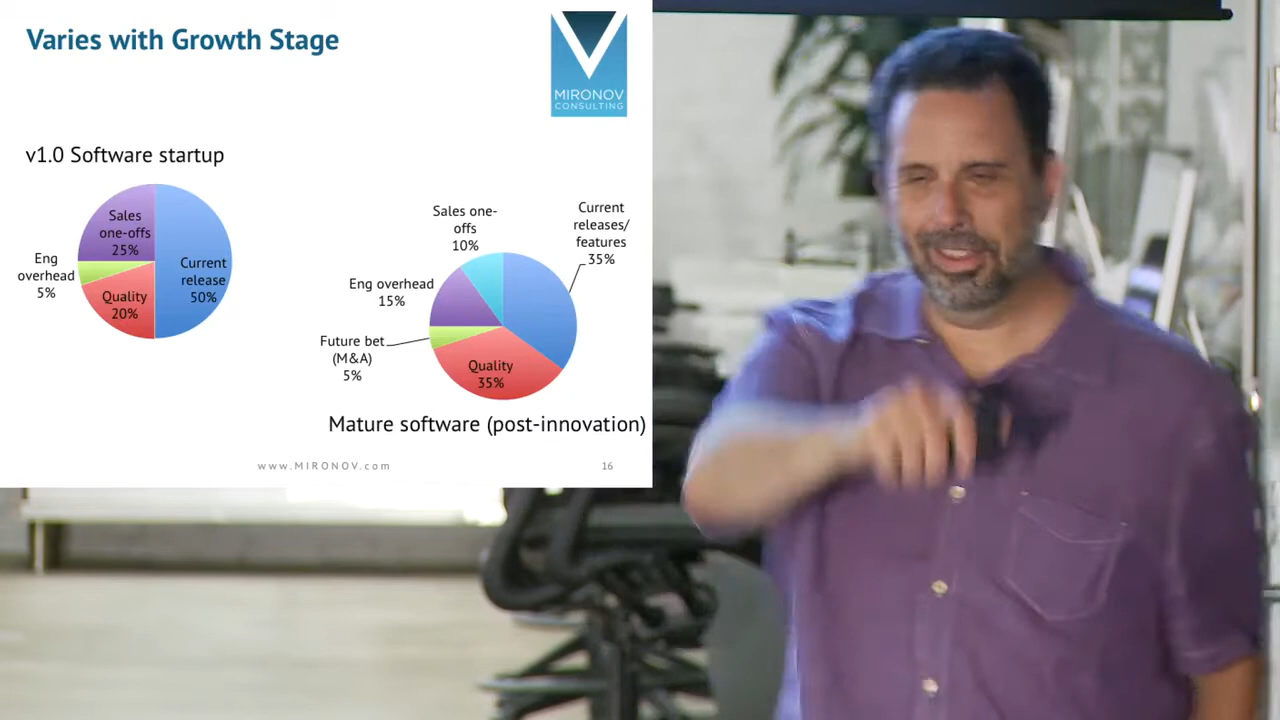 Varies with Growth Stage
MIRONOV
CONSULTING
v1.0 Software startup
Sales
one-offs
25%
Eng
overhead
5%
Current
release
50%
Quality
20%
Sales one-
offs
10%
Current
releases/
features
35%
Eng overhead
15%
Future bet
(M&A)
5%
Quality
35%
Mature software (post-innovation)
www.MIRONOV.com
16